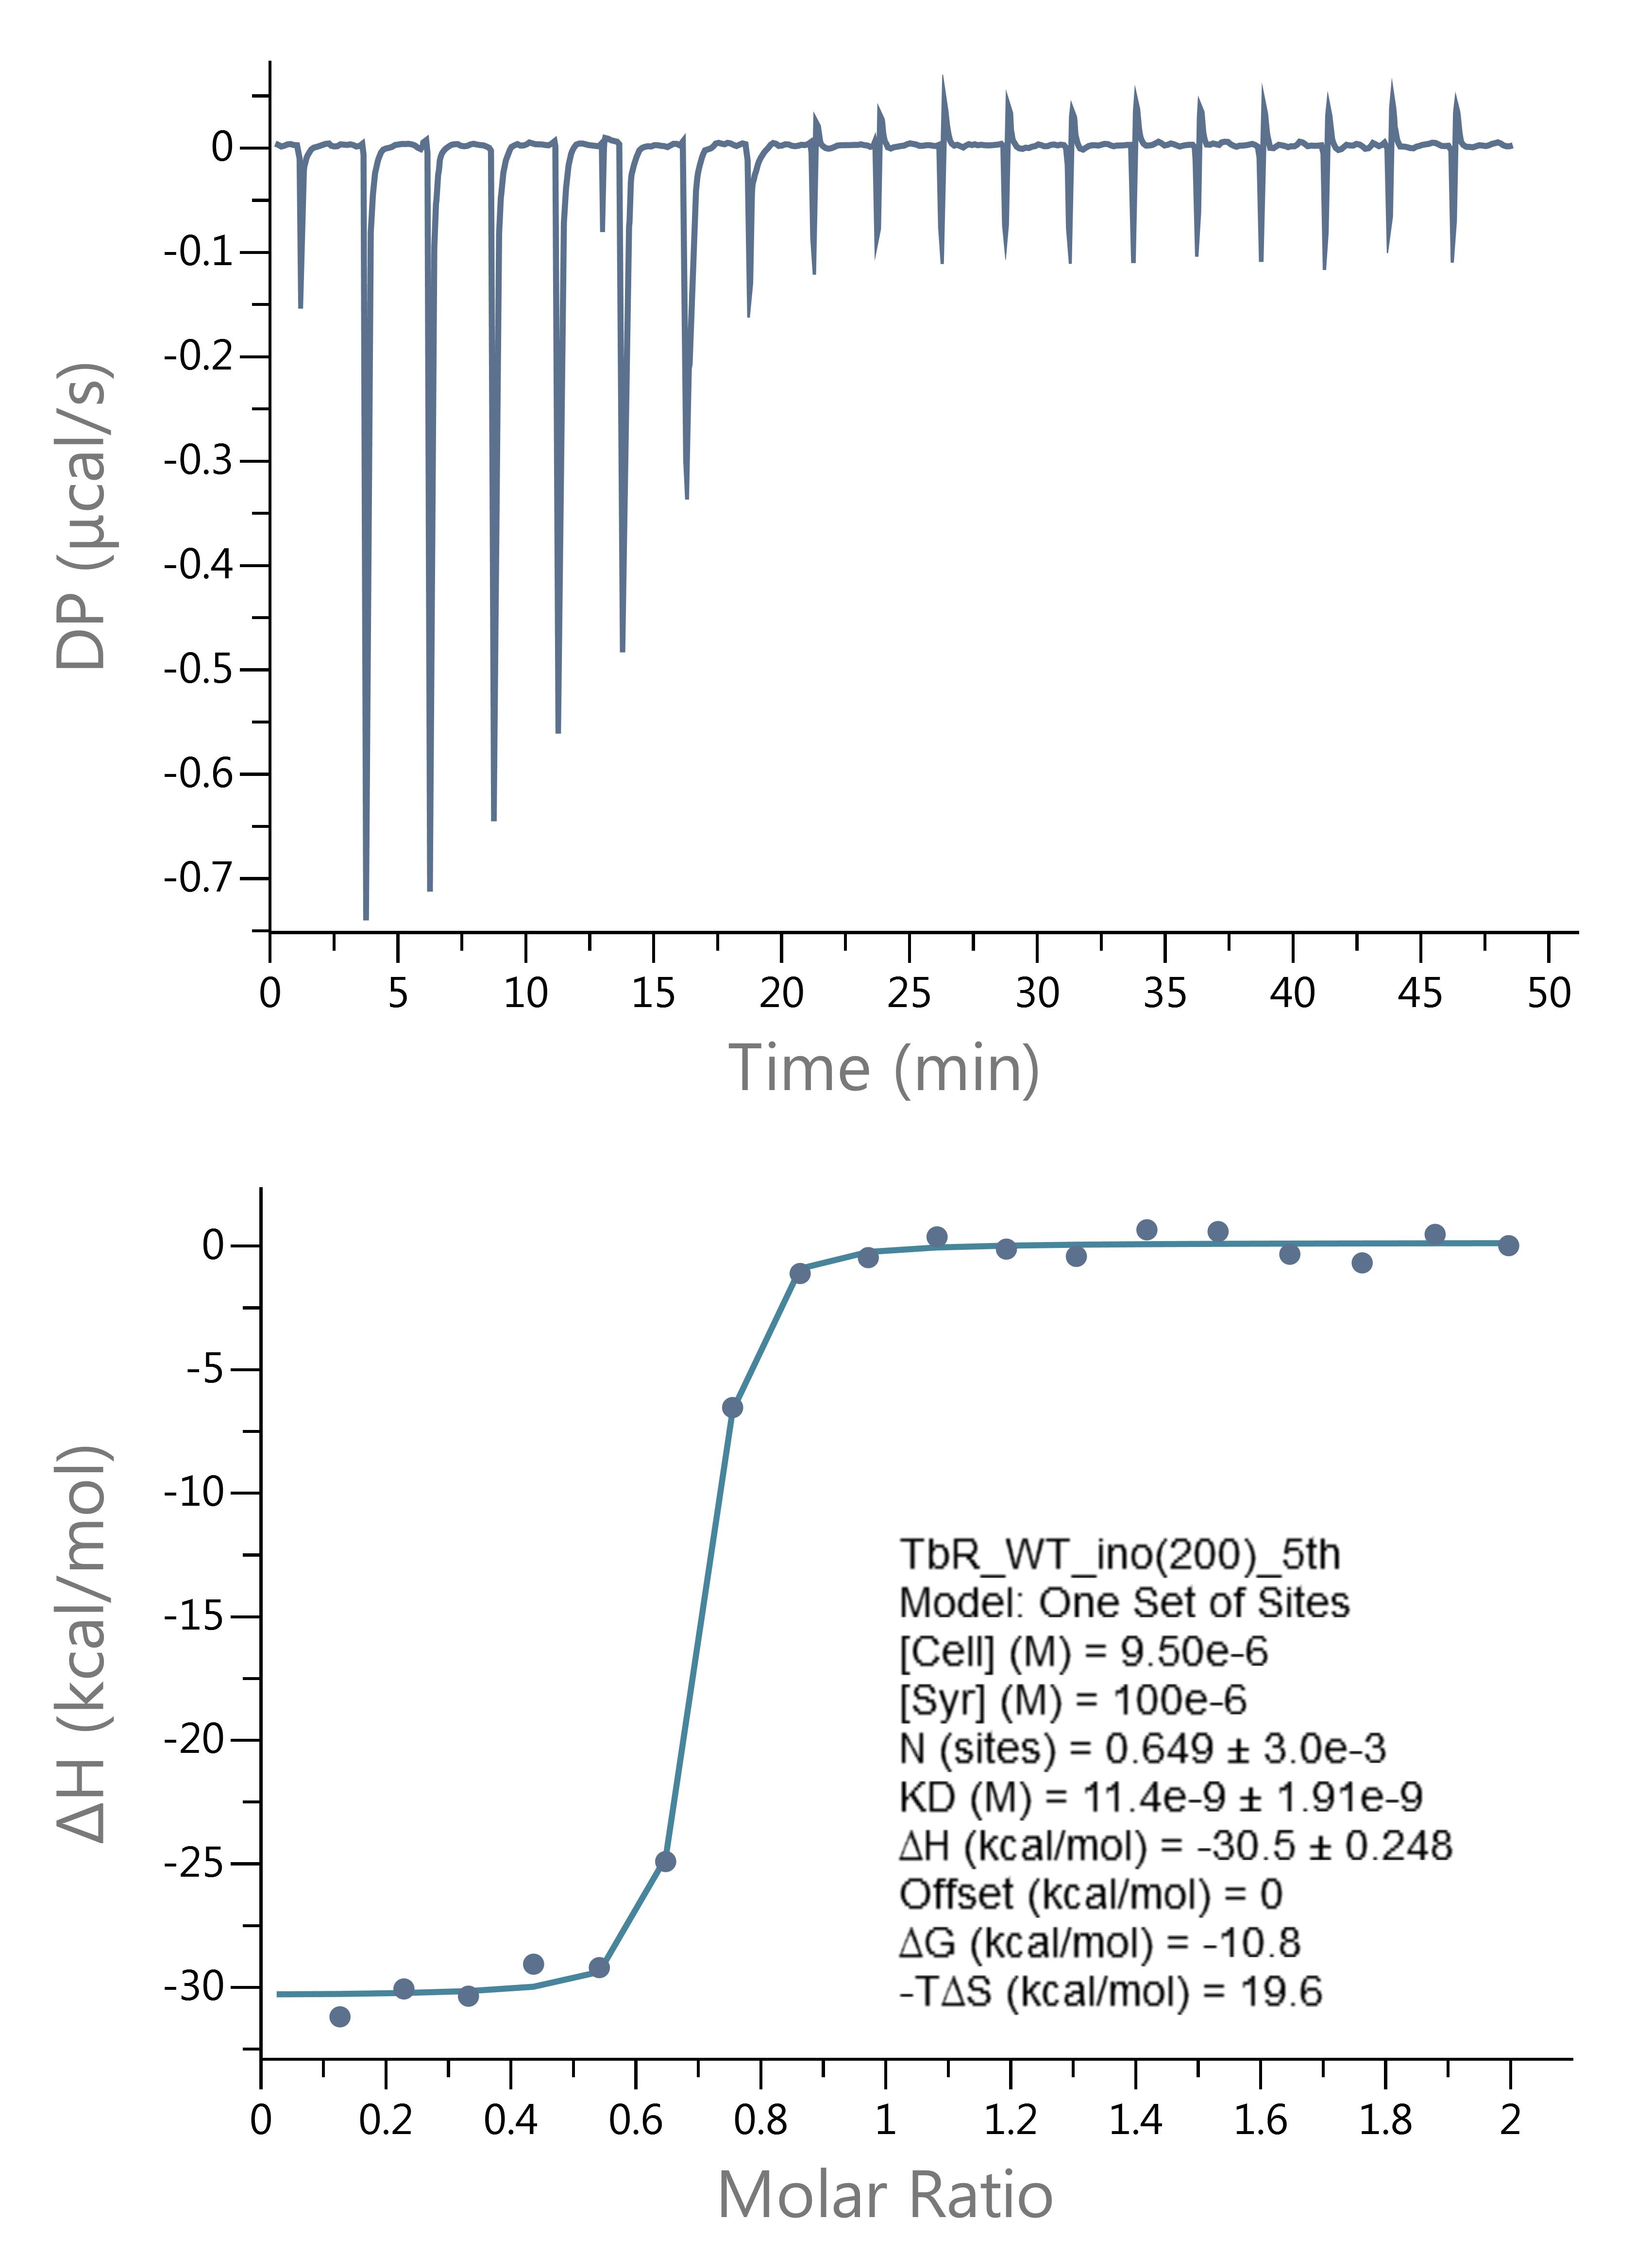 0
-0.1
-0.2
-0.3
-0.4
-0.5
-0.6
-0.7
DP (µcal/s)
0 5 10 15 20 25 30 35 40 45 50
Time (min)
0
-5
-10
-15
-20
-25
-30
ΔH (kcal/mol)
TbR_WT_ino(200)_5th
Model: One Set of Sites
[Cell] (M) = 9.50e-6
[Syr] (M) = 100e-6
N (sites) = 0.649 ± 3.0e-3
KD (M) = 11.4e-9 ± 1.91e-9
ΔH (kcal/mol) = -30.5 ± 0.248
Offset (kcal/mol) = 0
ΔG (kcal/mol) = -10.8
-TΔS (kcal/mol) = 19.6
0 0.2 0.4 0.6 0.8 1 1.2 1.4 1.6 1.8 2
Molar Ratio